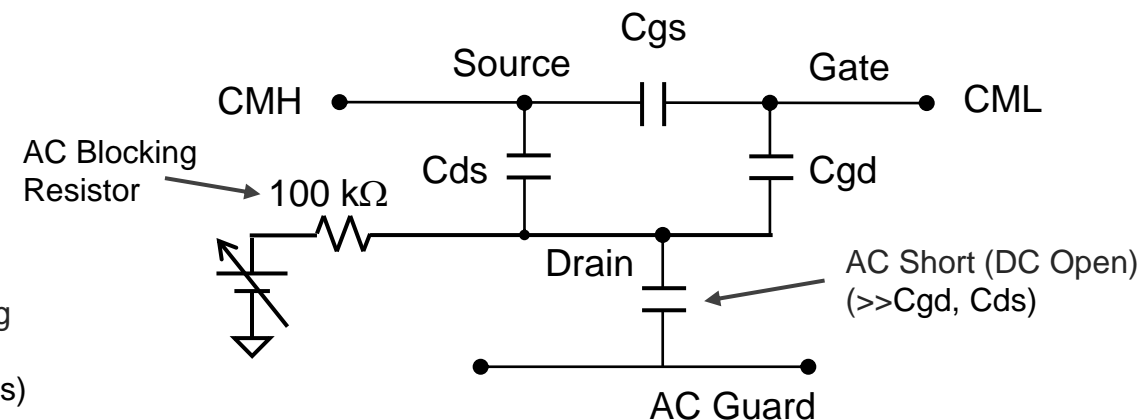 Cgs
Source
Gate
CMH
CML
AC Blocking
Resistor
Cds
Cgd
100 kΩ
Drain
AC Short (DC Open)
(>>Cgd, Cds)
g
s)
AC Guard